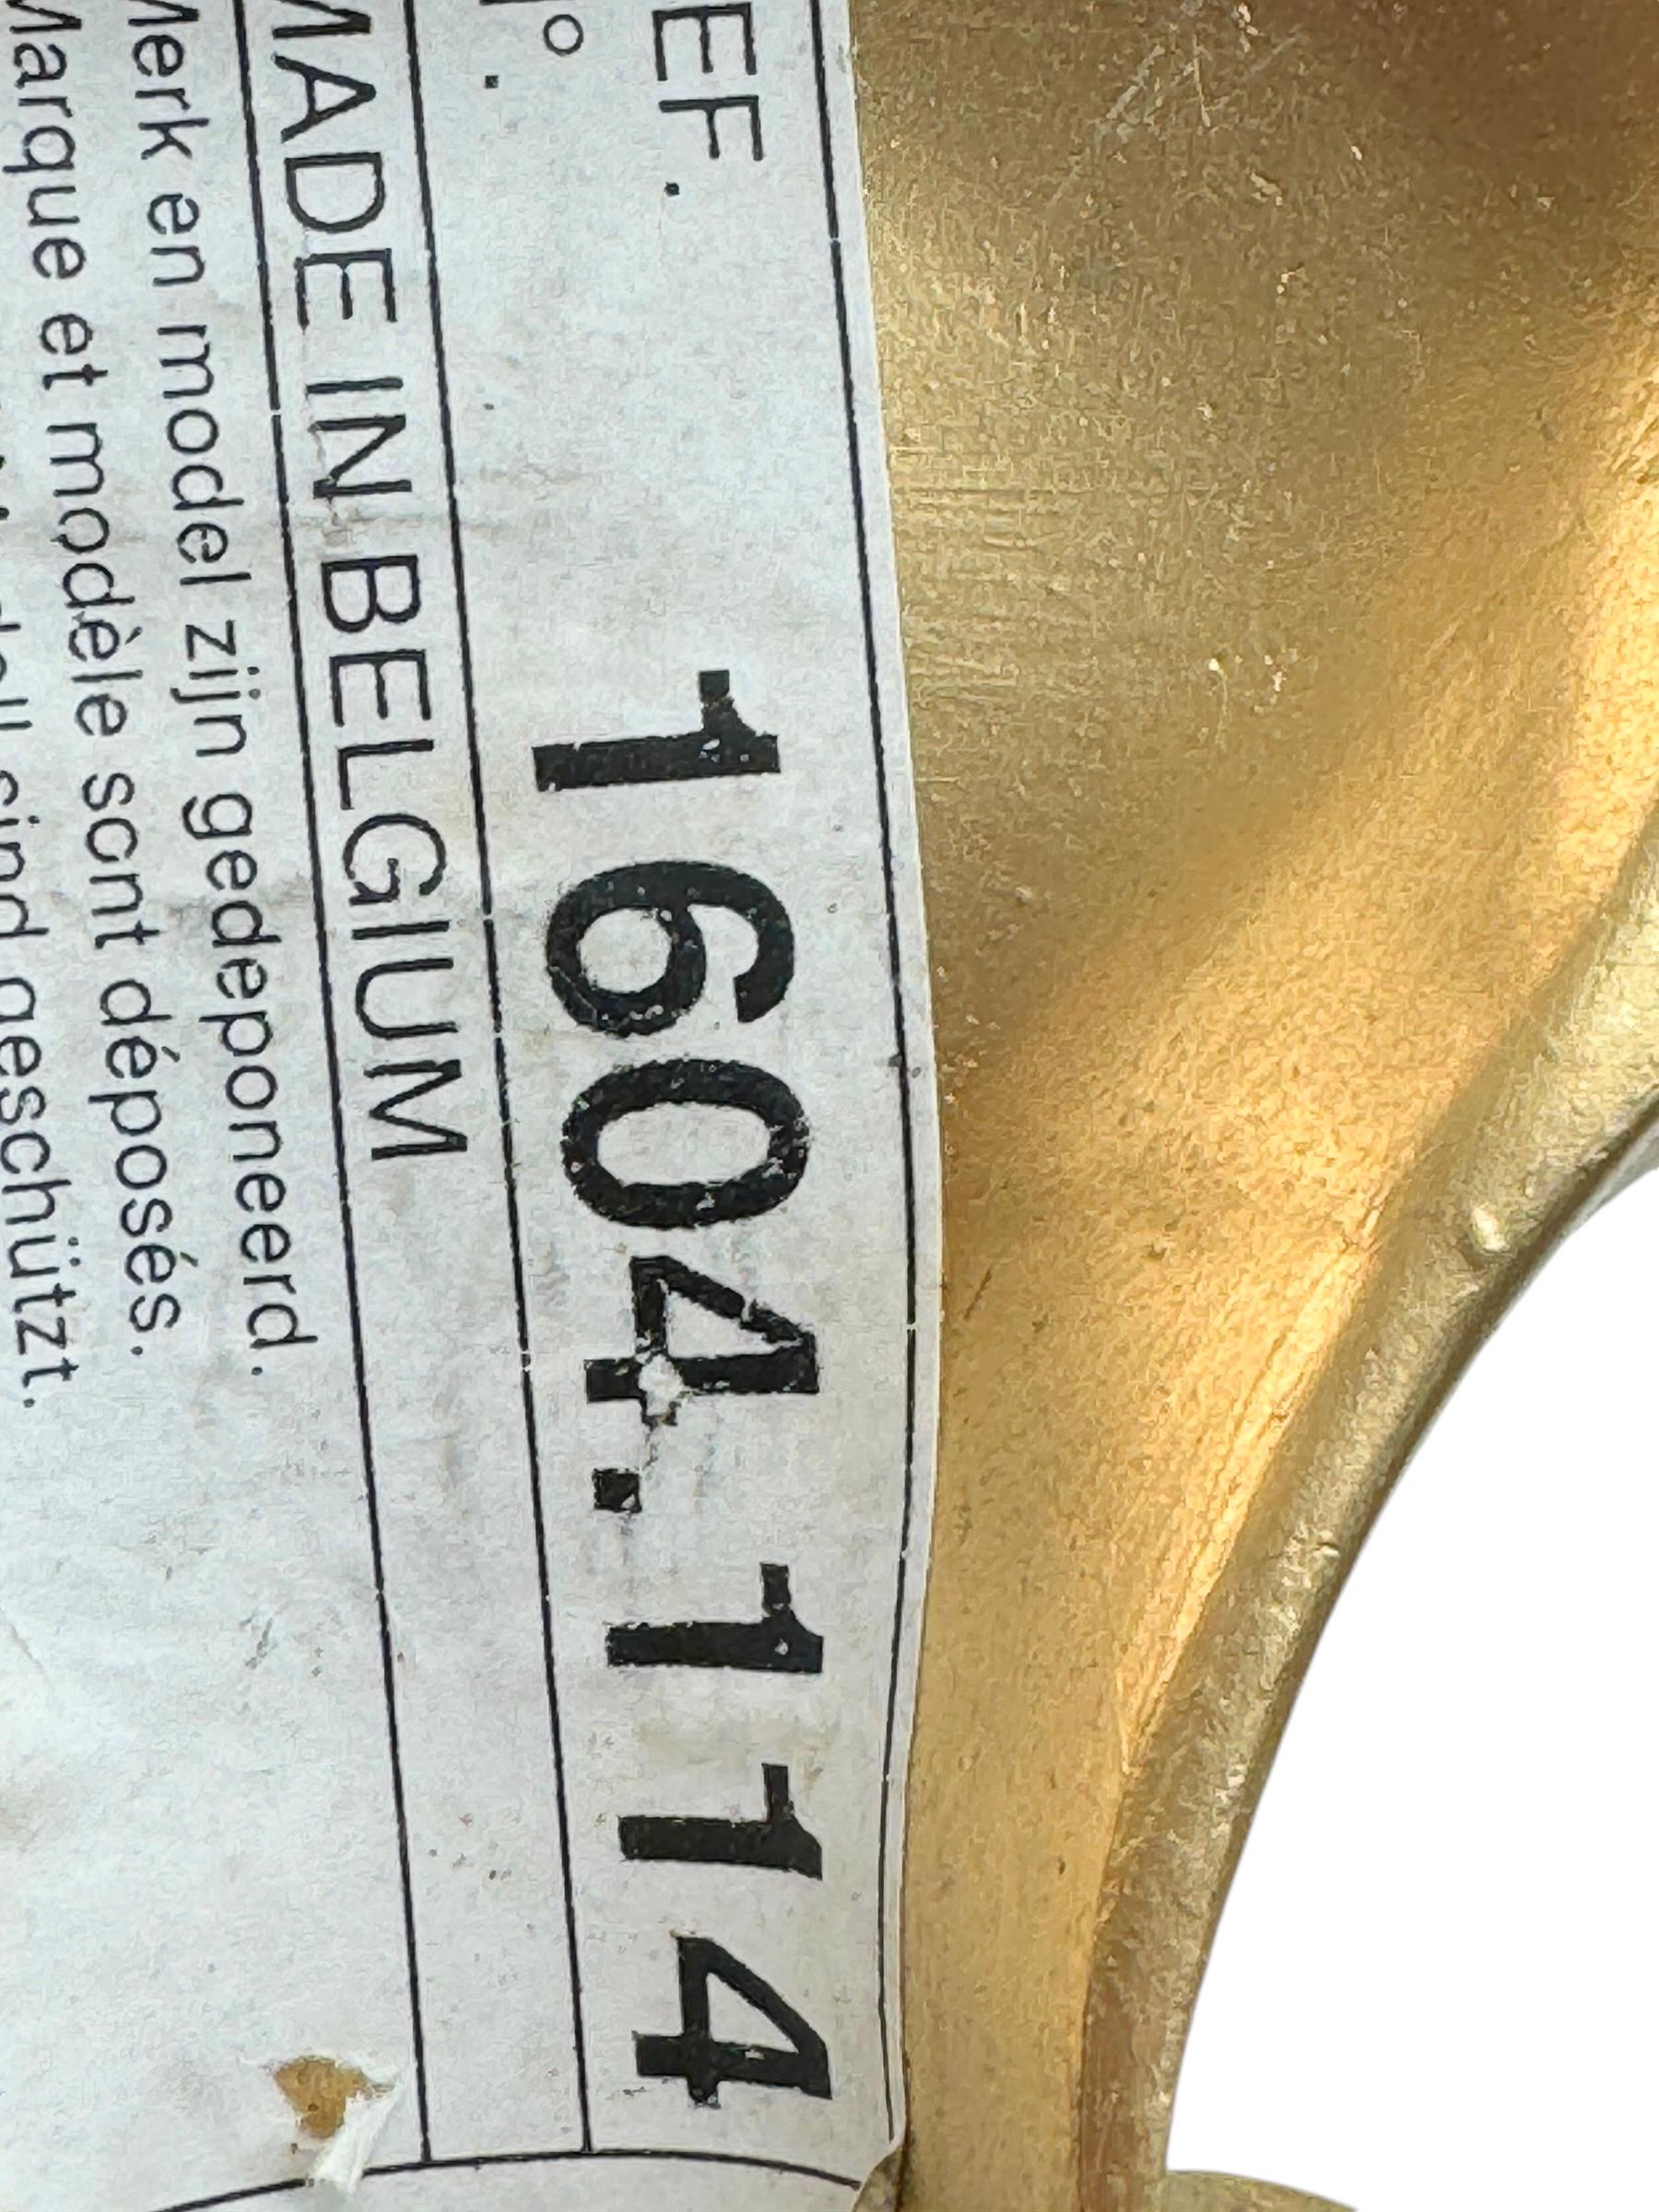 EF. 1604.114
N° .
MADE IN BELGIUM
Merk en model zijn gedeponeerd.
Marque et modèle sont déposés.
sind geschützt.